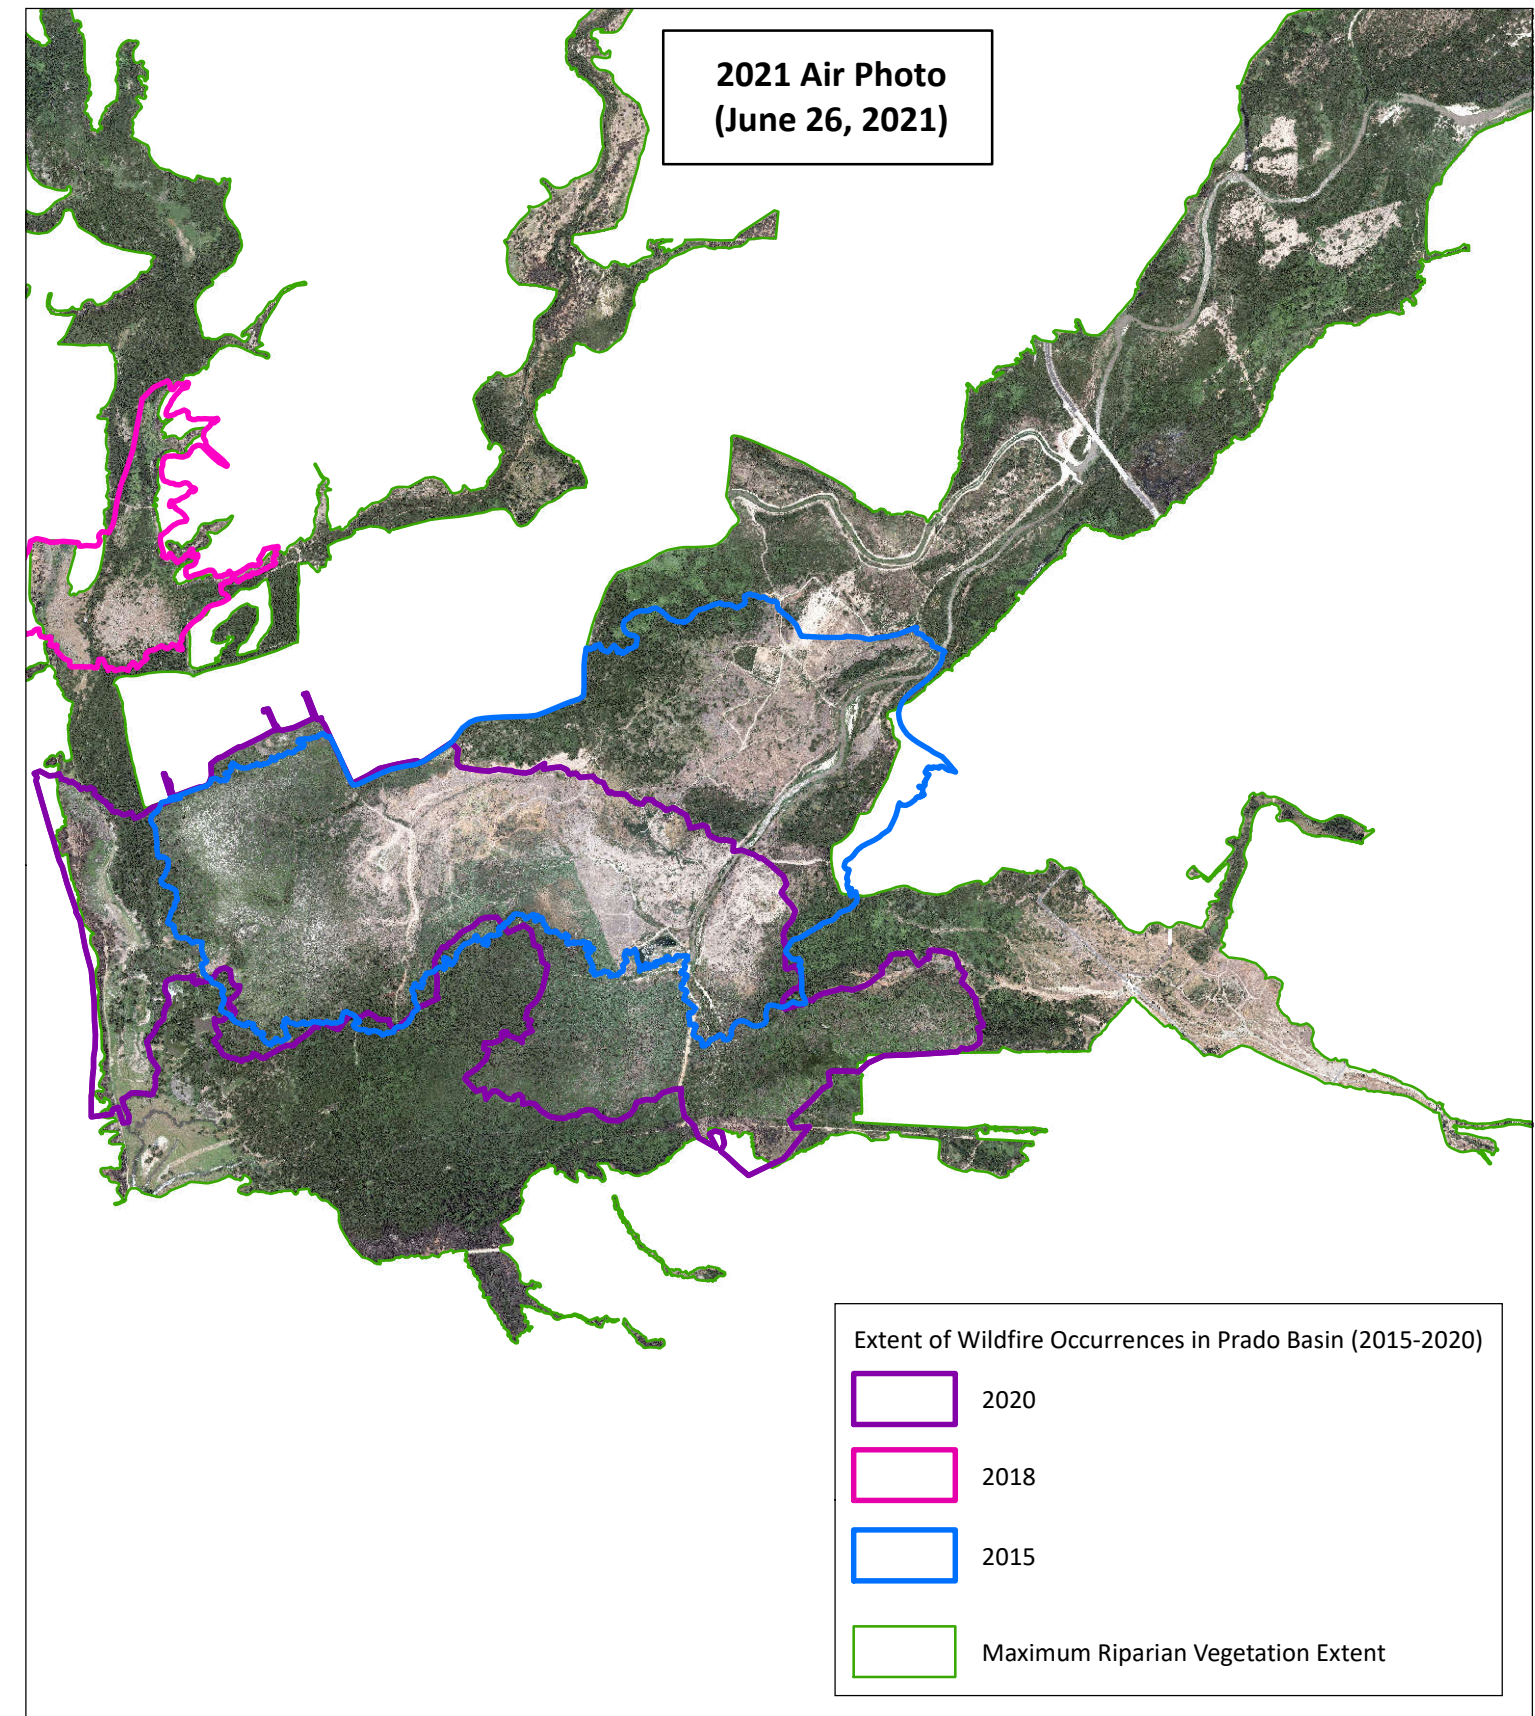 2021 Air Photo
(June 26, 2021)
Extent of Wildfire Occurrences in Prado Basin (2015-2020)
2020
2018
2015
Maximum Riparian Vegetation Extent